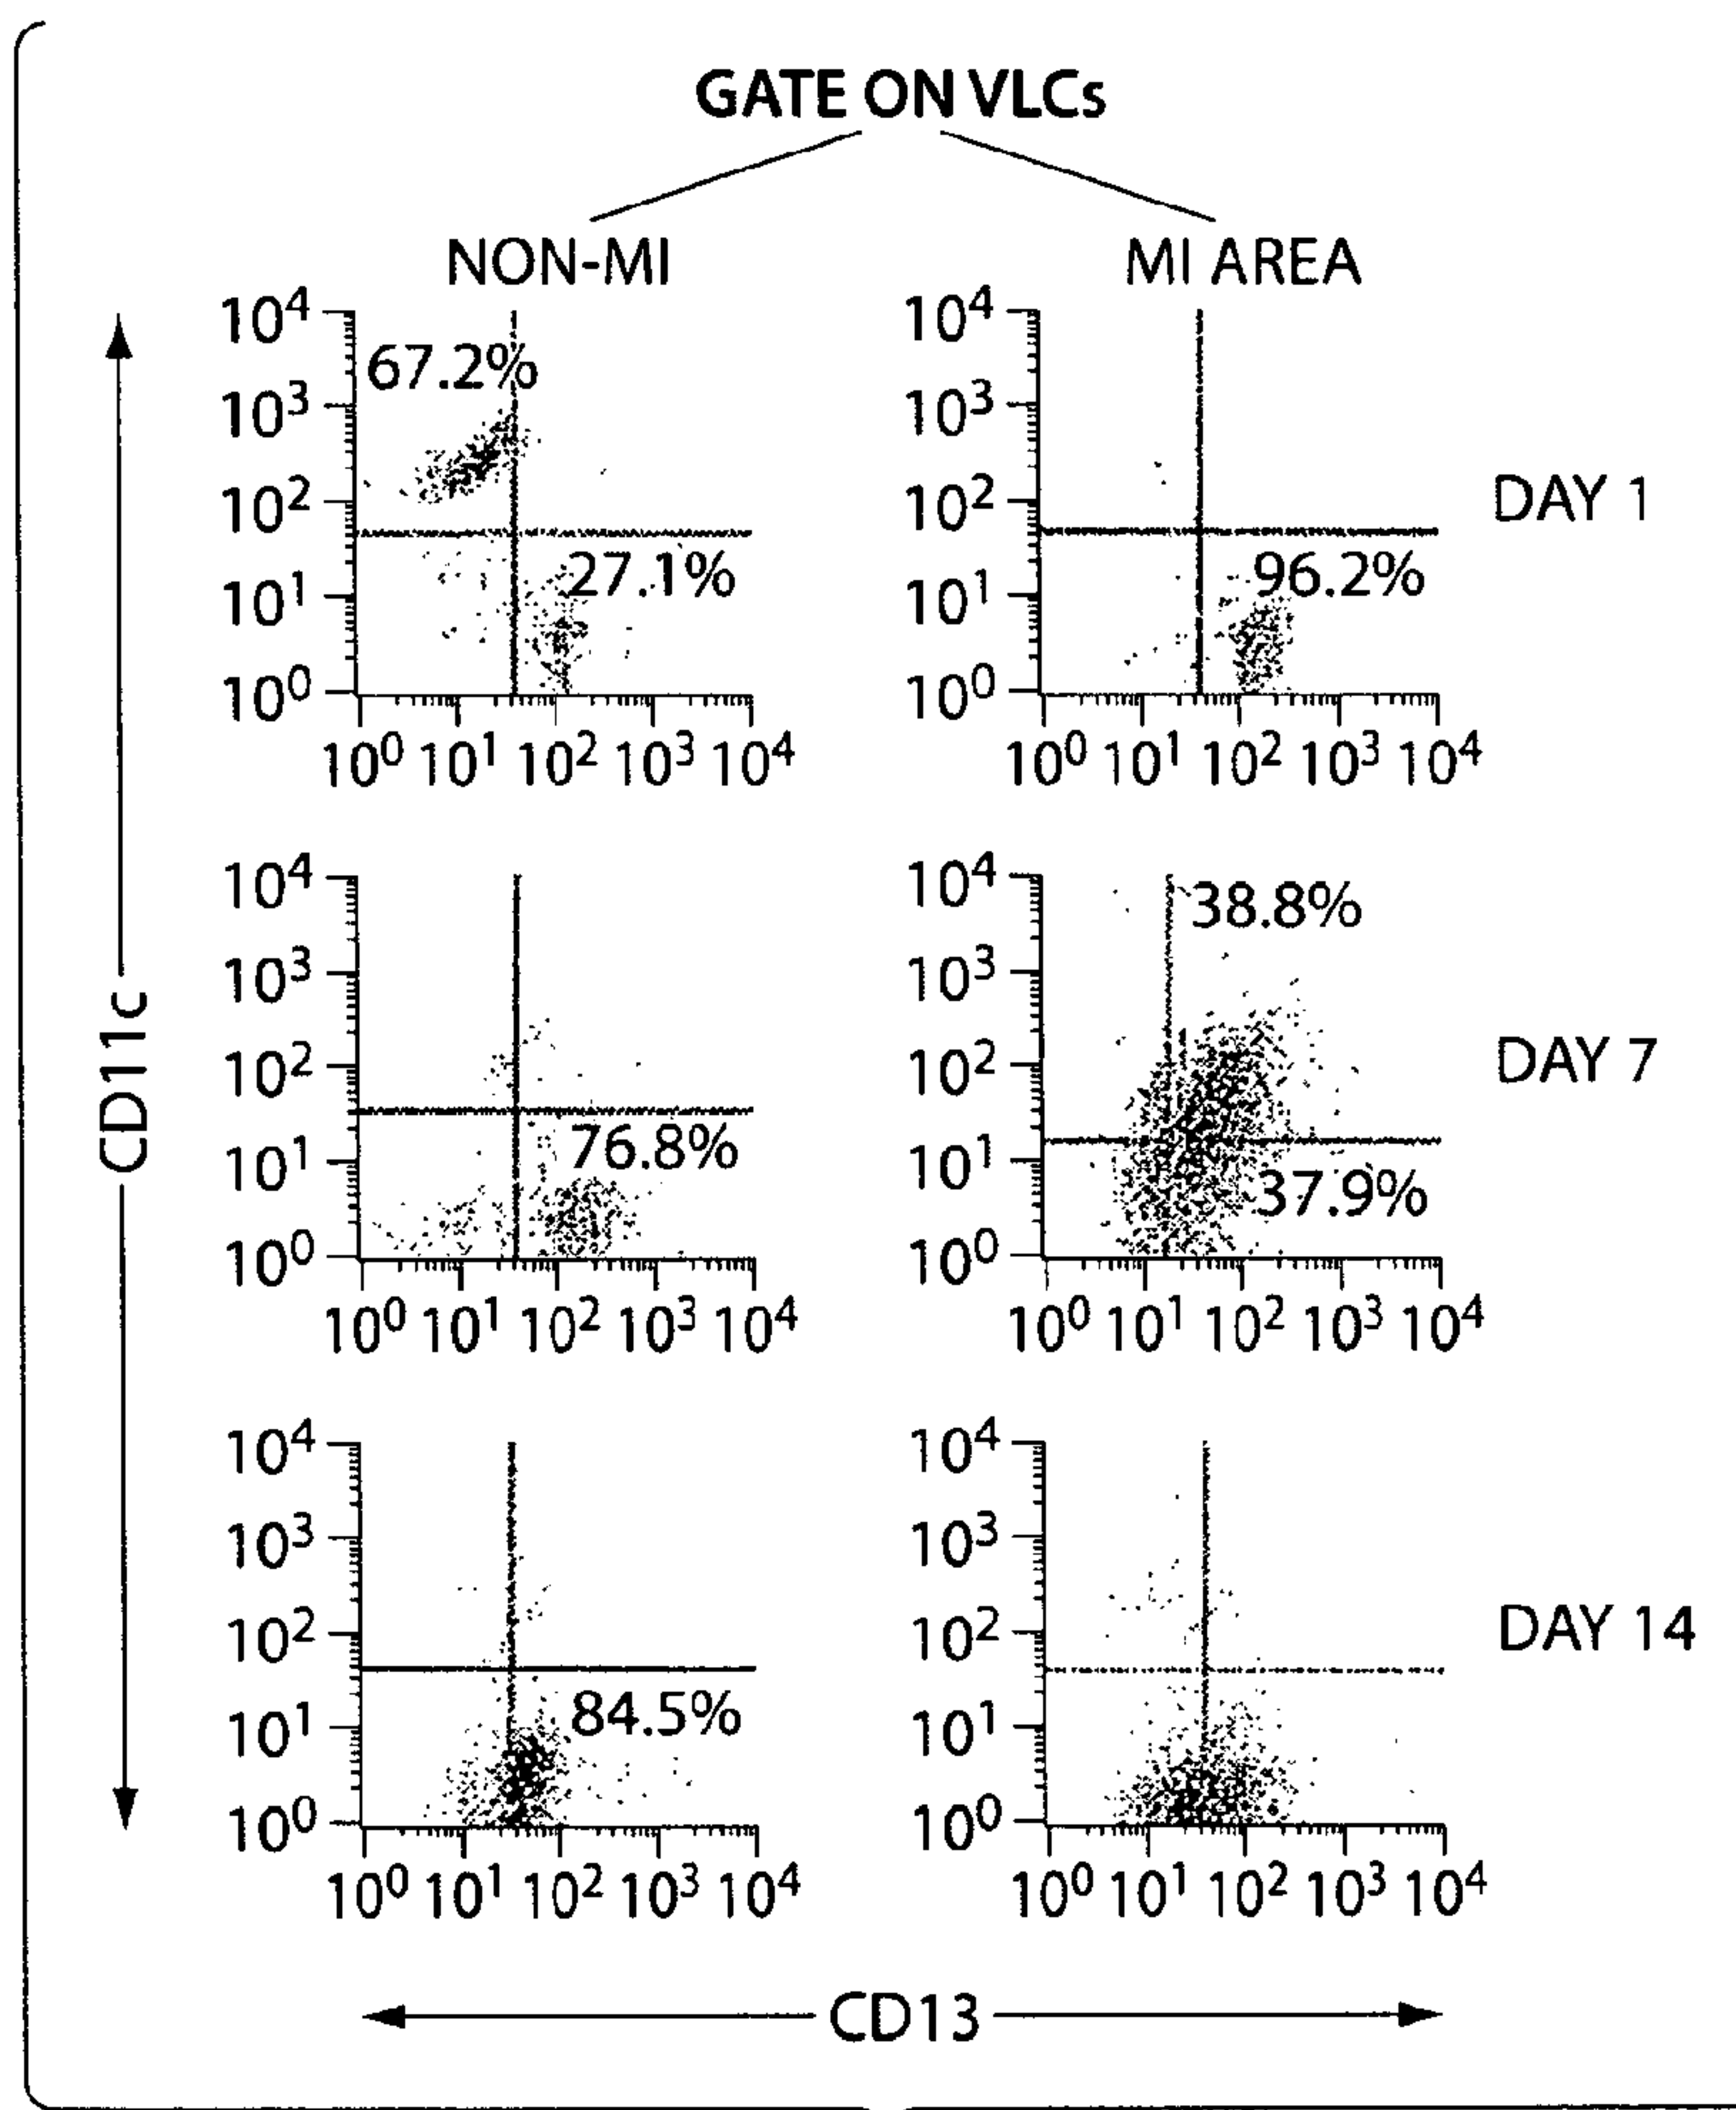 GATE ON VLCs
NON-MI MI AREA
10⁴ 67.2% 10⁴
10³ 10³
10² 10² DAY 1
27.1% 96.2%
10¹ 10¹
10⁰ 10⁰
10⁰ 10¹ 10² 10³ 10⁴ 10⁰ 10¹ 10² 10³ 10⁴
10⁴ 10⁴ 38.8%
10³ 10³
10² 10² DAY 7
CD11c
10¹ 76.8% 10¹ 37.9%
10⁰ 10⁰
10⁰ 10¹ 10² 10³ 10⁴ 10⁰ 10¹ 10² 10³ 10⁴
10⁴ 10⁴
10³ 10³
10² 10² DAY 14
10¹ 84.5% 10¹
10⁰ 10⁰
10⁰ 10¹ 10² 10³ 10⁴ 10⁰ 10¹ 10² 10³ 10⁴
CD13